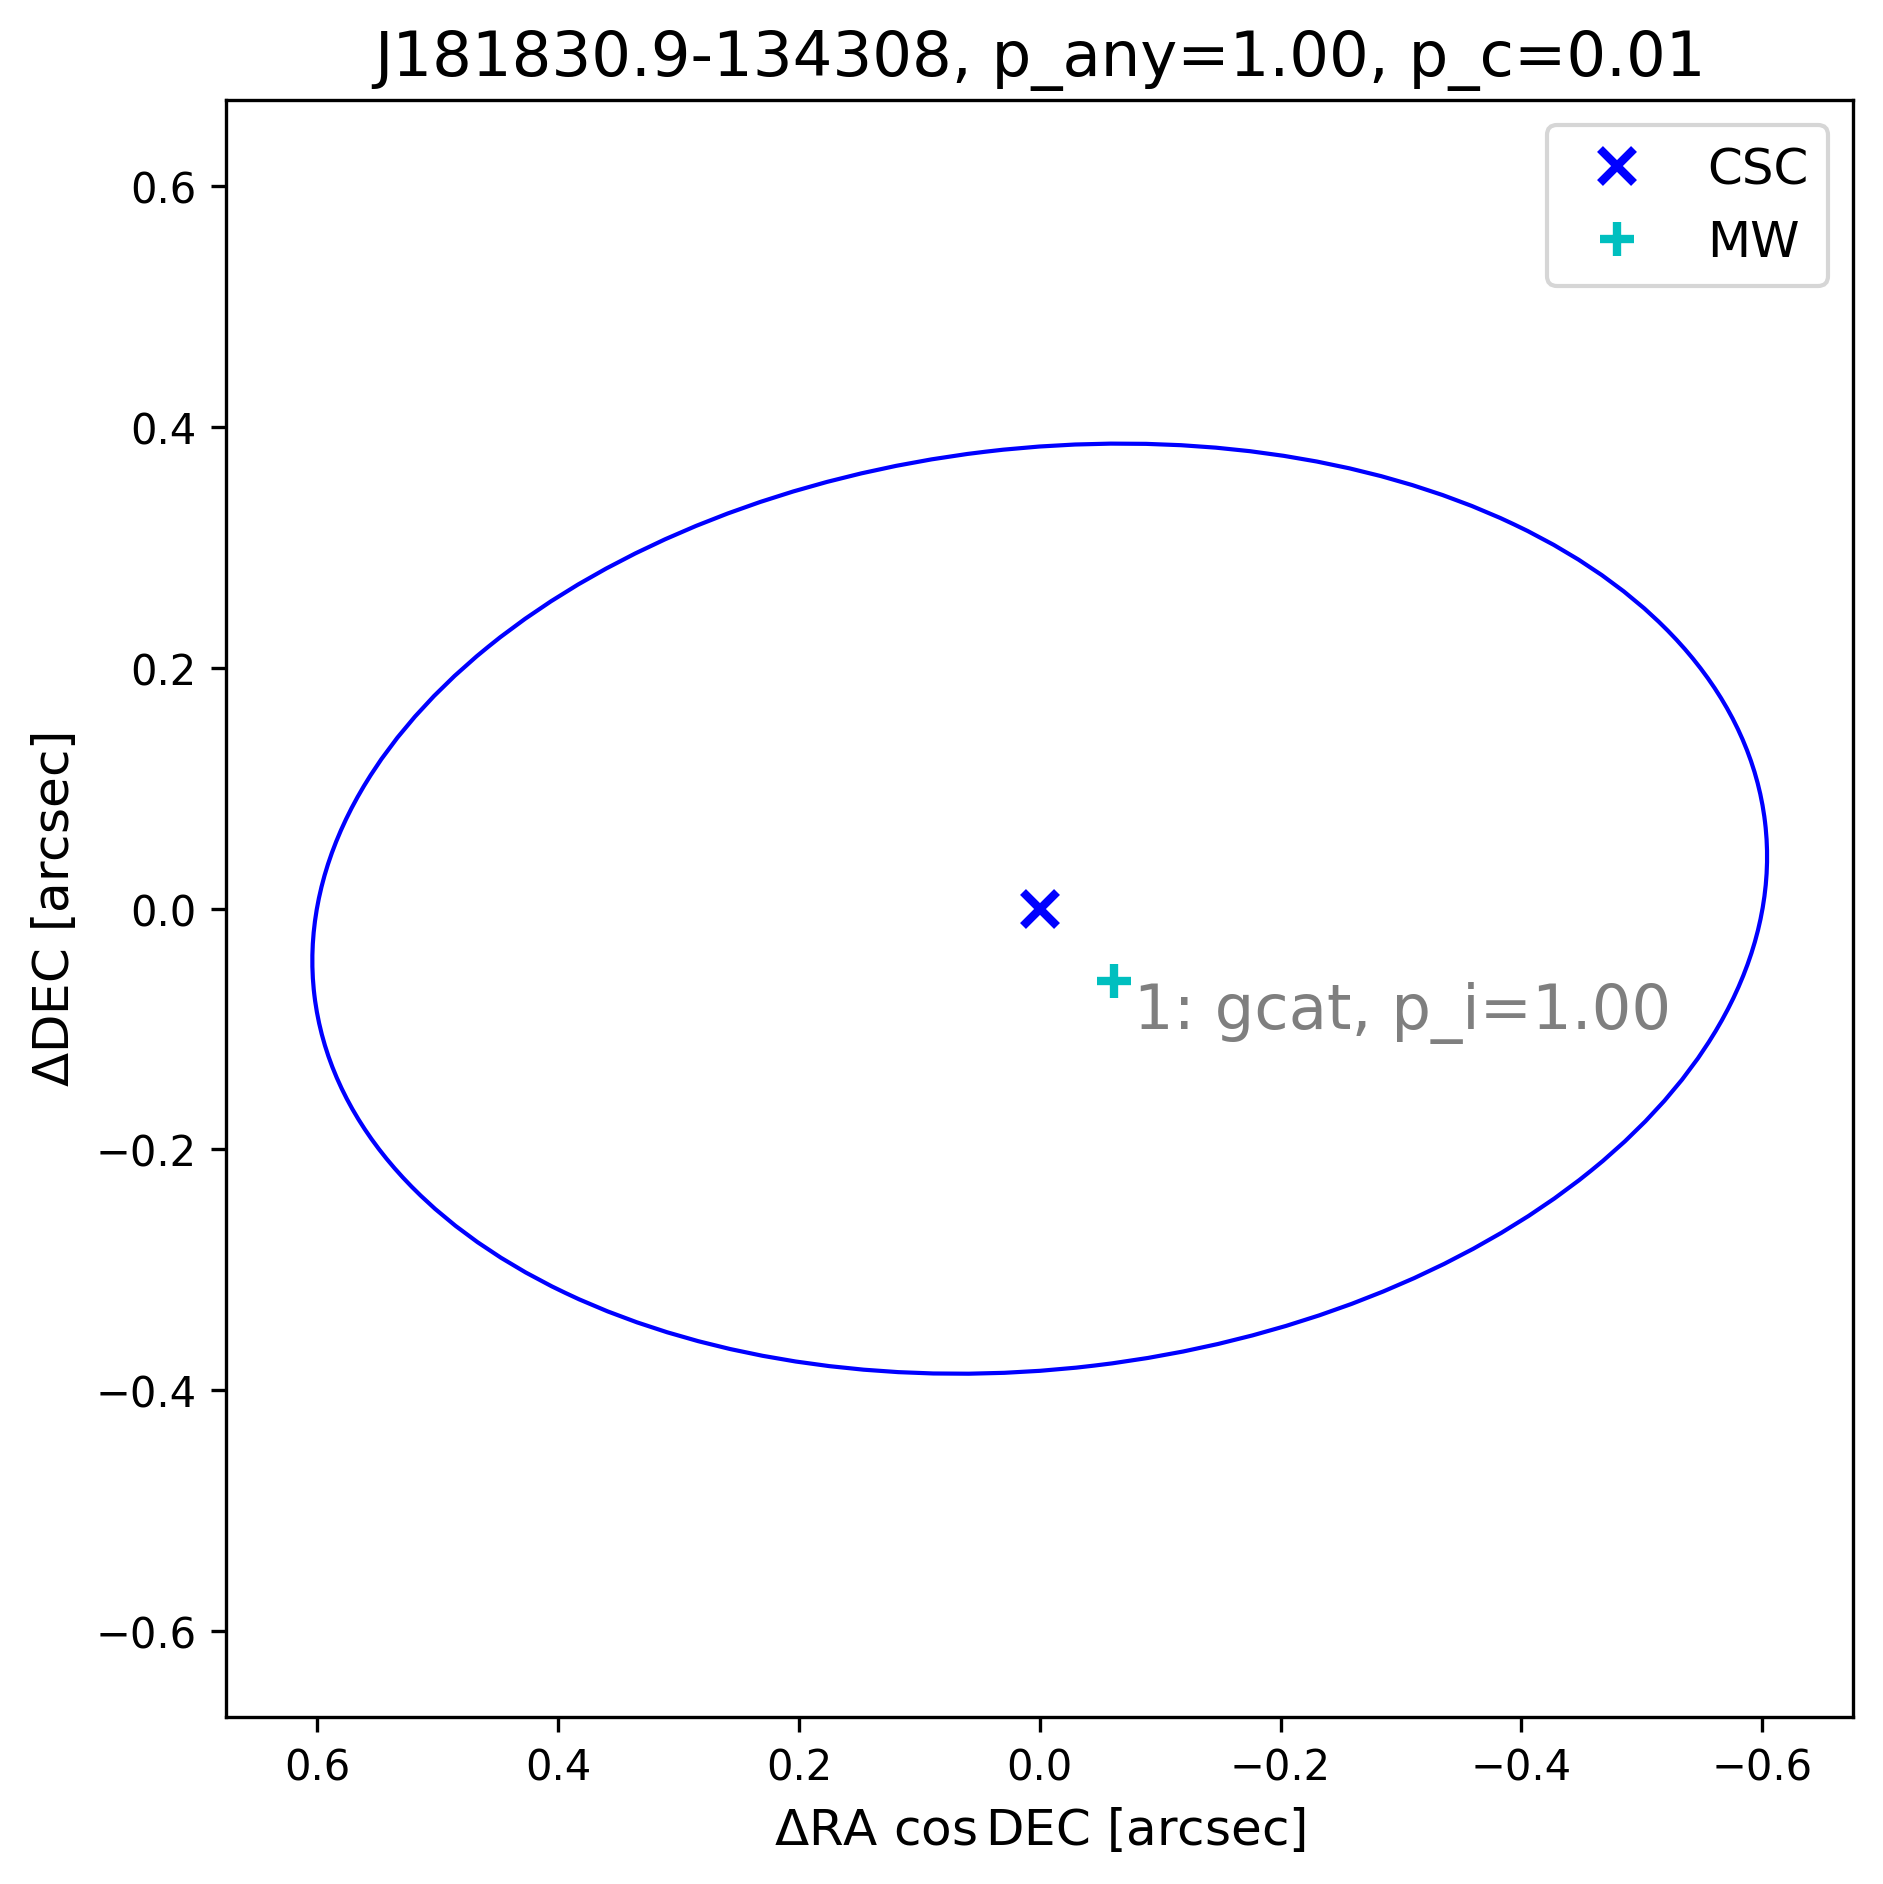 J181830.9-134308, p_any=1.00, p_c=0.01
CSC
MW
0.6
0.4
0.2
0.0
−0.2
−0.4
−0.6
ΔDEC [arcsec]
1: gcat, p_i=1.00
0.6 0.4 0.2 0.0 −0.2 −0.4 −0.6
ΔRA cos DEC [arcsec]